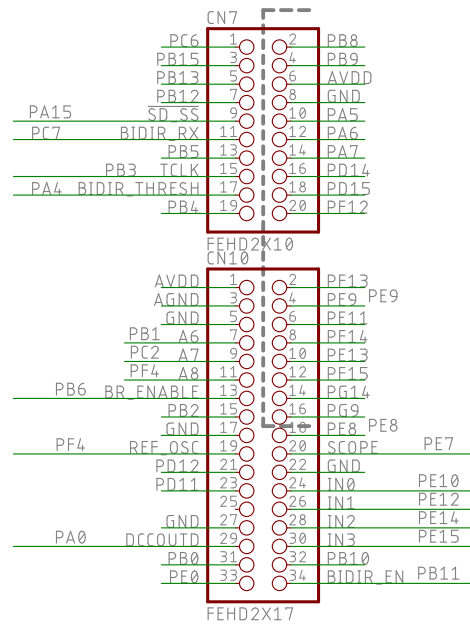 CN7
PC6 1 2 PB8
PB15 3 4 PB9
PB13 5 6 AVDD
PB12 7 8 GND
PA15 SD_SS 9 10 PA5
PC7 BIDIR_RX 11 12 PA6
PB5 13 14 PA7
PB3 TCLK 15 16 PD14
PA4 BIDIR_THRESH 17 18 PD15
PB4 19 20 PF12
FEHD2X10
CN10
AVDD 1 2 PF13
AGND 3 4 PE9 PE9
GND 5 6 PE11
PB1 A6 7 8 PF14
PC2 A7 9 10 PE13
PF4 A8 11 12 PF15
PB6 BR_ENABLE 13 14 PG14
PB2 15 16 PG9
GND 17 18 PE8 PE8
PF4 REF_OSC 19 20 SCOPE PE7
PD12 21 22 GND
PD11 23 24 IN0 PE10
25 26 IN1 PE12
GND 27 28 IN2 PE14
PA0 DCCOUTD 29 30 IN3 PE15
PB0 31 32 PB10
PE0 33 34 BIDIR_EN PB11
FEHD2X17